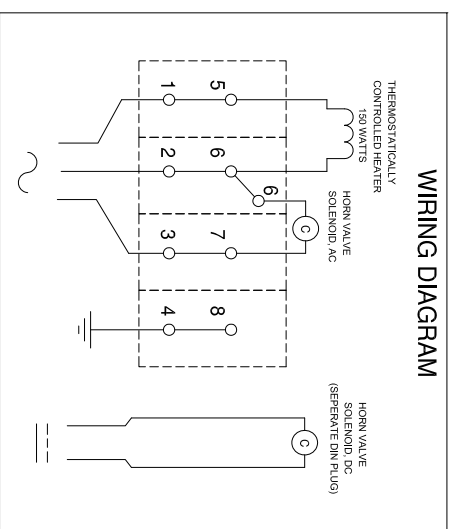 WIRING DIAGRAM
THERMOSTATICALLY
CONTROLLED HEATER
150 WATTS
HORN VALVE
SOLENOID, AC
HORN VALVE
SOLENOID, DC
(SEPERATE DIN PLUG)
C
C
6
5
6
7
8
1
2
3
4